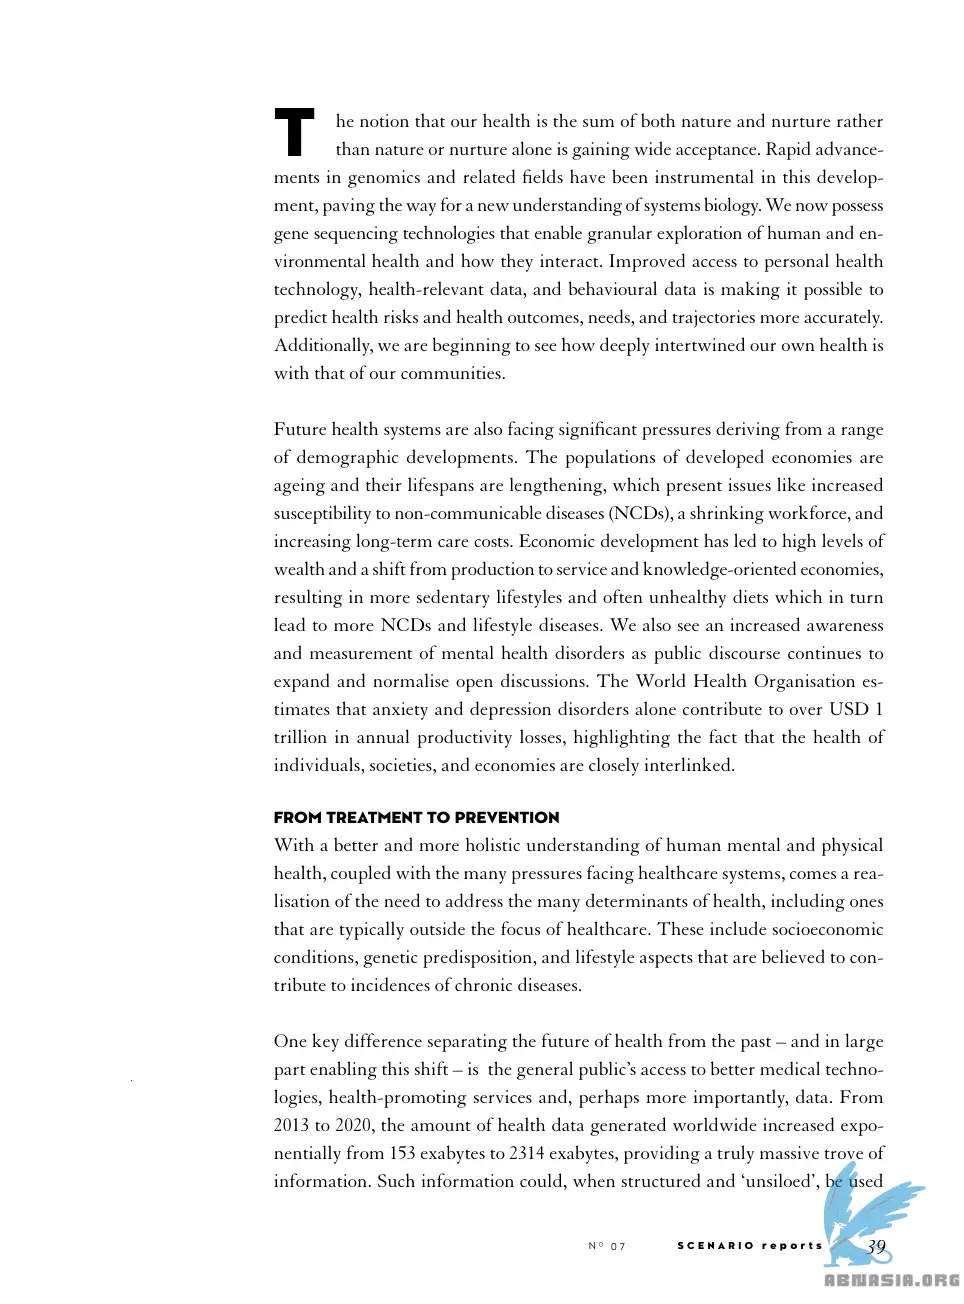 The notion that our health is the sum of both nature and nurture rather
than nature or nurture alone is gaining wide acceptance. Rapid advance-
ments in genomics and related fields have been instrumental in this develop-
ment, paving the way for a new understanding of systems biology. We now possess
gene sequencing technologies that enable granular exploration of human and en-
vironmental health and how they interact. Improved access to personal health
technology, health-relevant data, and behavioural data is making it possible to
predict health risks and health outcomes, needs, and trajectories more accurately.
Additionally, we are beginning to see how deeply intertwined our own health is
with that of our communities.
Future health systems are also facing significant pressures deriving from a range
of demographic developments. The populations of developed economies are
ageing and their lifespans are lengthening, which present issues like increased
susceptibility to non-communicable diseases (NCDs), a shrinking workforce, and
increasing long-term care costs. Economic development has led to high levels of
wealth and a shift from production to service and knowledge-oriented economies,
resulting in more sedentary lifestyles and often unhealthy diets which in turn
lead to more NCDs and lifestyle diseases. We also see an increased awareness
and measurement of mental health disorders as public discourse continues to
expand and normalise open discussions. The World Health Organisation es-
timates that anxiety and depression disorders alone contribute to over USD 1
trillion in annual productivity losses, highlighting the fact that the health of
individuals, societies, and economies are closely interlinked.
FROM TREATMENT TO PREVENTION
With a better and more holistic understanding of human mental and physical
health, coupled with the many pressures facing healthcare systems, comes a rea-
lisation of the need to address the many determinants of health, including ones
that are typically outside the focus of healthcare. These include socioeconomic
conditions, genetic predisposition, and lifestyle aspects that are believed to con-
tribute to incidences of chronic diseases.
One key difference separating the future of health from the past – and in large
part enabling this shift – is the general public’s access to better medical techno-
logies, health-promoting services and, perhaps more importantly, data. From
2013 to 2020, the amount of health data generated worldwide increased expo-
nentially from 153 exabytes to 2314 exabytes, providing a truly massive trove of
information. Such information could, when structured and ‘unsiloed’, be used
Nº 07 SCENARIO reports 39
ABMASIA.ORG